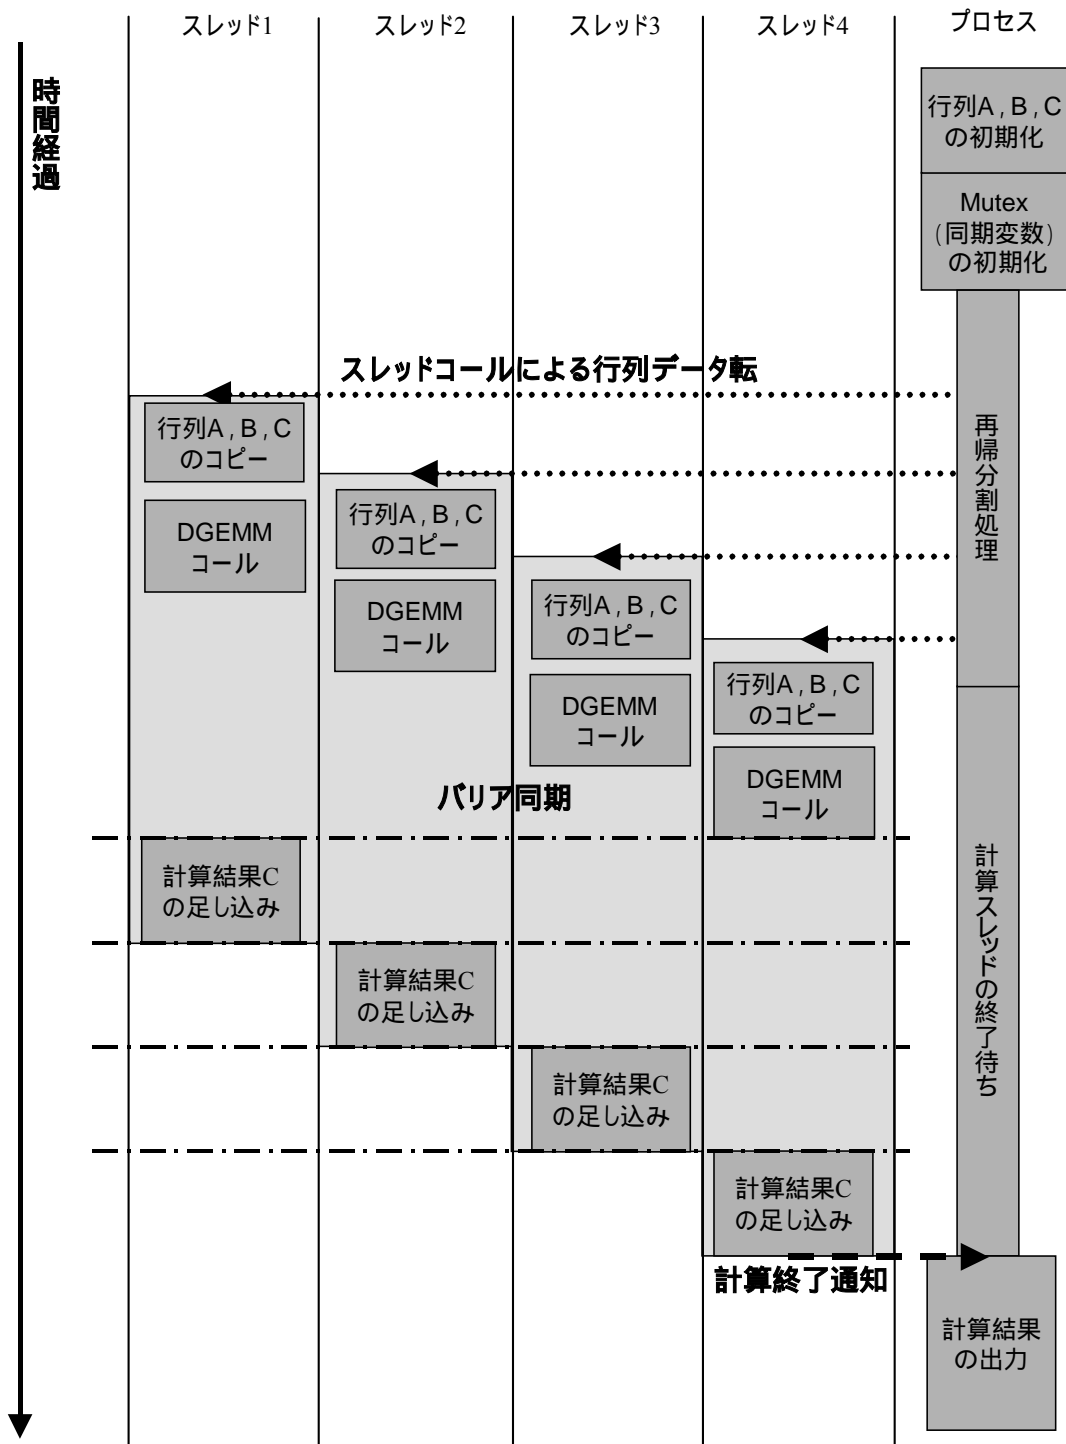 スレッド1
スレッド2
スレッド3
スレッド4
プロセス
時間経過
行列A , B , C
の初期化
Mutex
(同期変数)
の初期化
スレッドコールによる行列データ転
再帰分割処理
行列A , B , C
のコピー
DGEMM
コール
行列A , B , C
のコピー
DGEMM
コール
行列A , B , C
のコピー
DGEMM
コール
行列A , B , C
のコピー
DGEMM
コール
バリア同期
計算スレッドの終了待ち
計算結果C
の足し込み
計算結果C
の足し込み
計算結果C
の足し込み
計算結果C
の足し込み
計算終了通知
計算結果
の出力